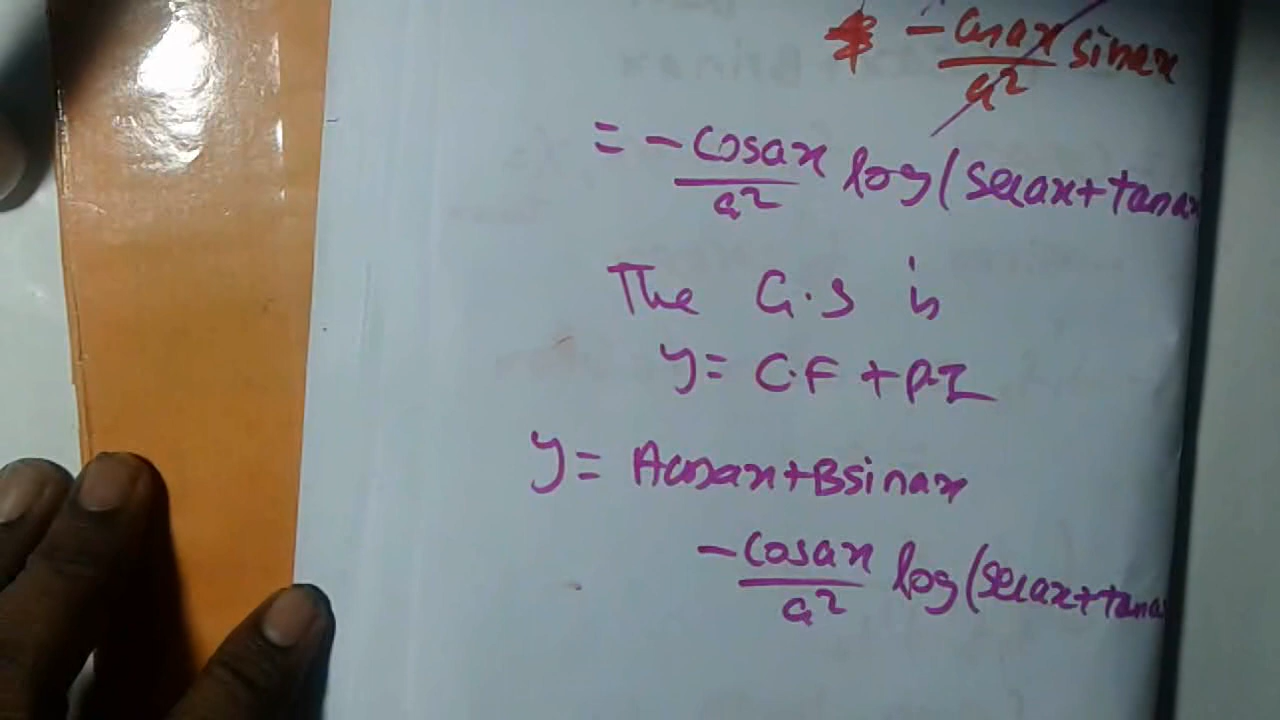 -cosax/a² sinax
= -cosax/a² log(secax+tanax
The G.S is
y= C.F +P.I
y= Acosax+Bsinax
-cosax/a² log(secax+tanax